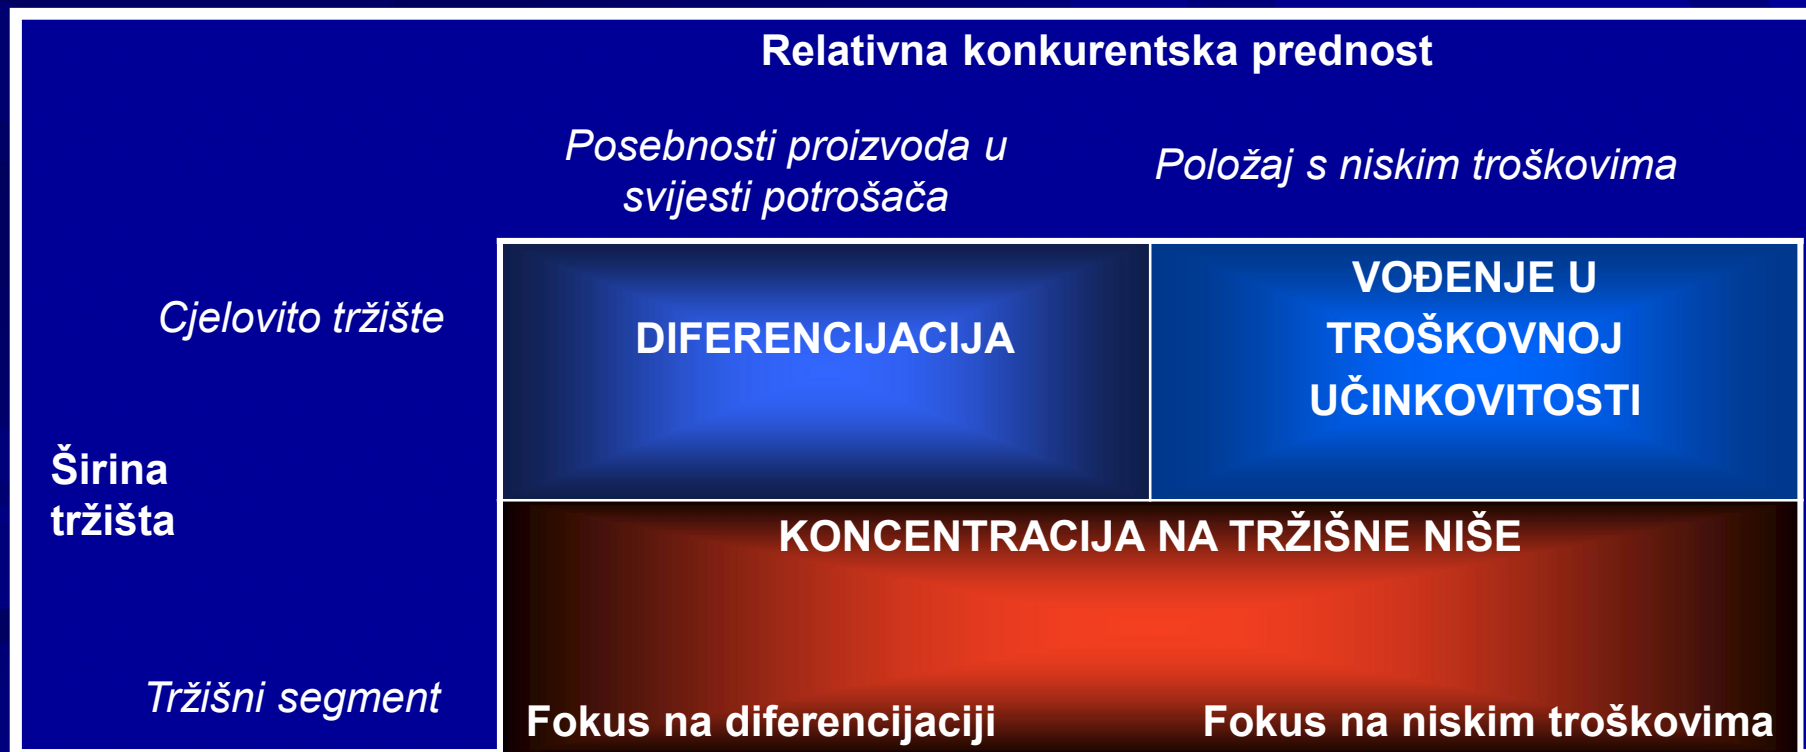 Relativna konkurentska prednost
Posebnosti proizvoda u
svijesti potrošača
Položaj s niskim troškovima
Cjelovito tržište
DIFERENCIJACIJA
VOĐENJE U
TROŠKOVNOJ
UČINKOVITOSTI
Širina
tržišta
KONCENTRACIJA NA TRŽIŠNE NIŠE
Tržišni segment
Fokus na diferencijaciji
Fokus na niskim troškovima